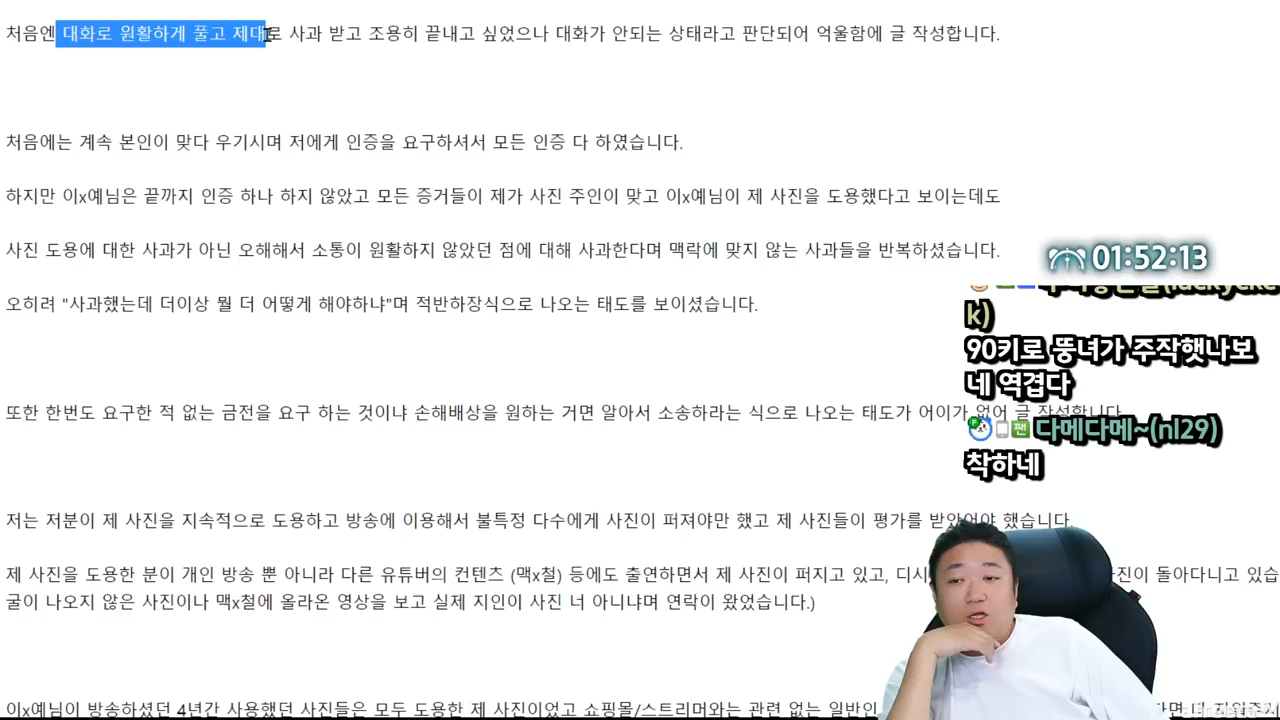 처음엔 대화로 원활하게 풀고 제대로 사과 받고 조용히 끝내고 싶었으나 대화가 안되는 상태라고 판단되어 억울함에 글 작성합니다.
처음에는 계속 본인이 맞다 우기시며 저에게 인증을 요구하셔서 모든 인증 다 하였습니다.
하지만 이x예님은 끝까지 인증 하나 하지 않았고 모든 증거들이 제가 사진 주인이 맞고 이x예님이 제 사진을 도용했다고 보이는데도
사진 도용에 대한 사과가 아닌 오해해서 소통이 원활하지 않았던 점에 대해 사과한다며 맥락에 맞지 않는 사과들을 반복하셨습니다.
01:52:13
오히려 "사과했는데 더이상 뭘 더 어떻게 해야하냐"며 적반하장식으로 나오는 태도를 보이셨습니다.
k)
90키로 뚱녀가 주작햇나보
네 역겹다
또한 한번도 요구한 적 없는 금전을 요구 하는 것이냐 손해배상을 원하는 거면 알아서 소송하라는 식으로 나오는 태도가 어이가 없어 글 작성합니다.
다메다메~(nl29)
착하네
저는 저분이 제 사진을 지속적으로 도용하고 방송에 이용해서 불특정 다수에게 사진이 퍼져야만 했고 제 사진들이 평가를 받았어야 했습니다.
제 사진을 도용한 분이 개인 방송 뿐 아니라 다른 유튜버의 컨텐츠 (맥x철) 등에도 출연하면서 제 사진이 퍼지고 있고, 디시 사진이 돌아다니고 있습
굴이 나오지 않은 사진이나 맥x철에 올라온 영상을 보고 실제 지인이 사진 너 아니냐며 연락이 왔었습니다.)
이x예님이 방송하셨던 4년간 사용했던 사진들은 모두 도용한 제 사진이었고 쇼핑몰/스트리머와는 관련 없는 일반인